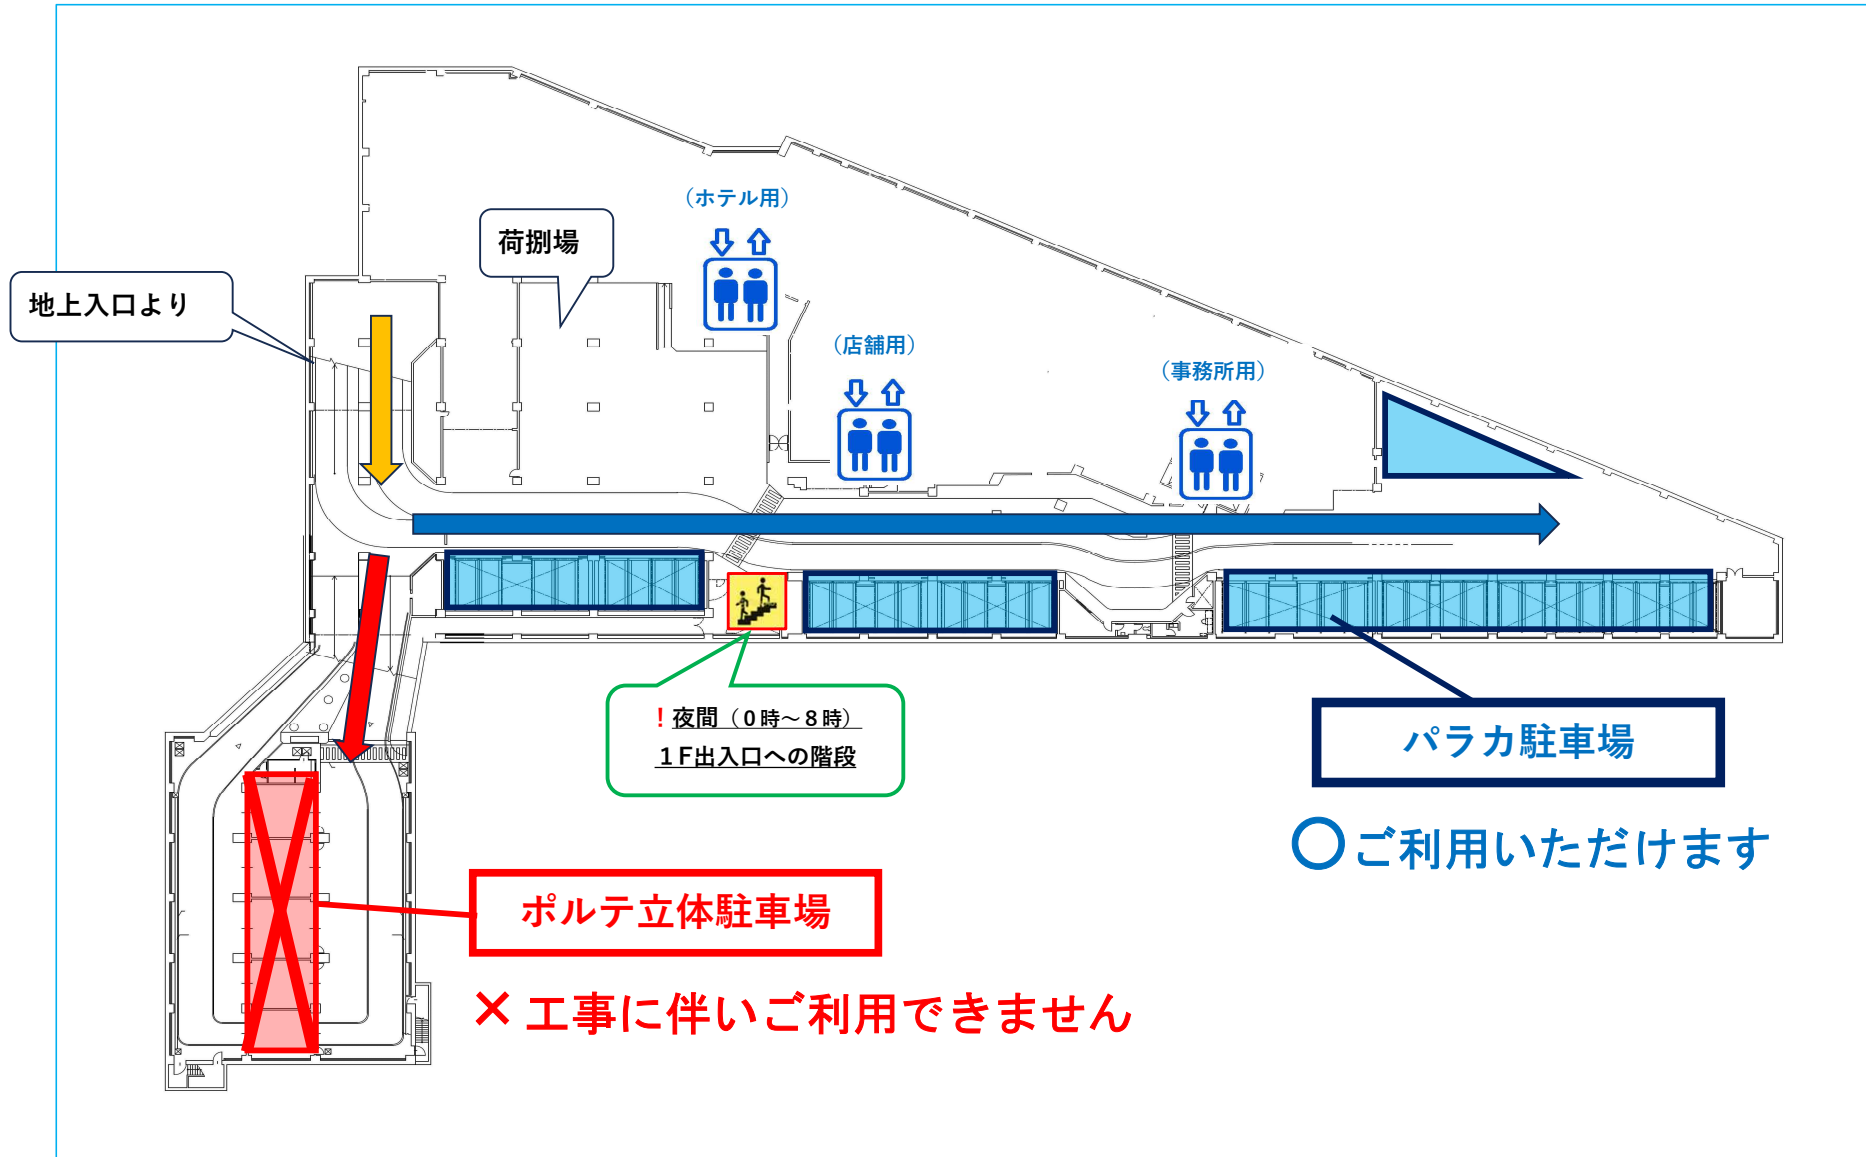 （ホテル用）
荷捌場
地上入口より
（店舗用）
（事務所用）
！夜間（０時～８時）
１F出入口への階段
パラカ駐車場
○ご利用いただけます
ポルテ立体駐車場
× 工事に伴いご利用できません